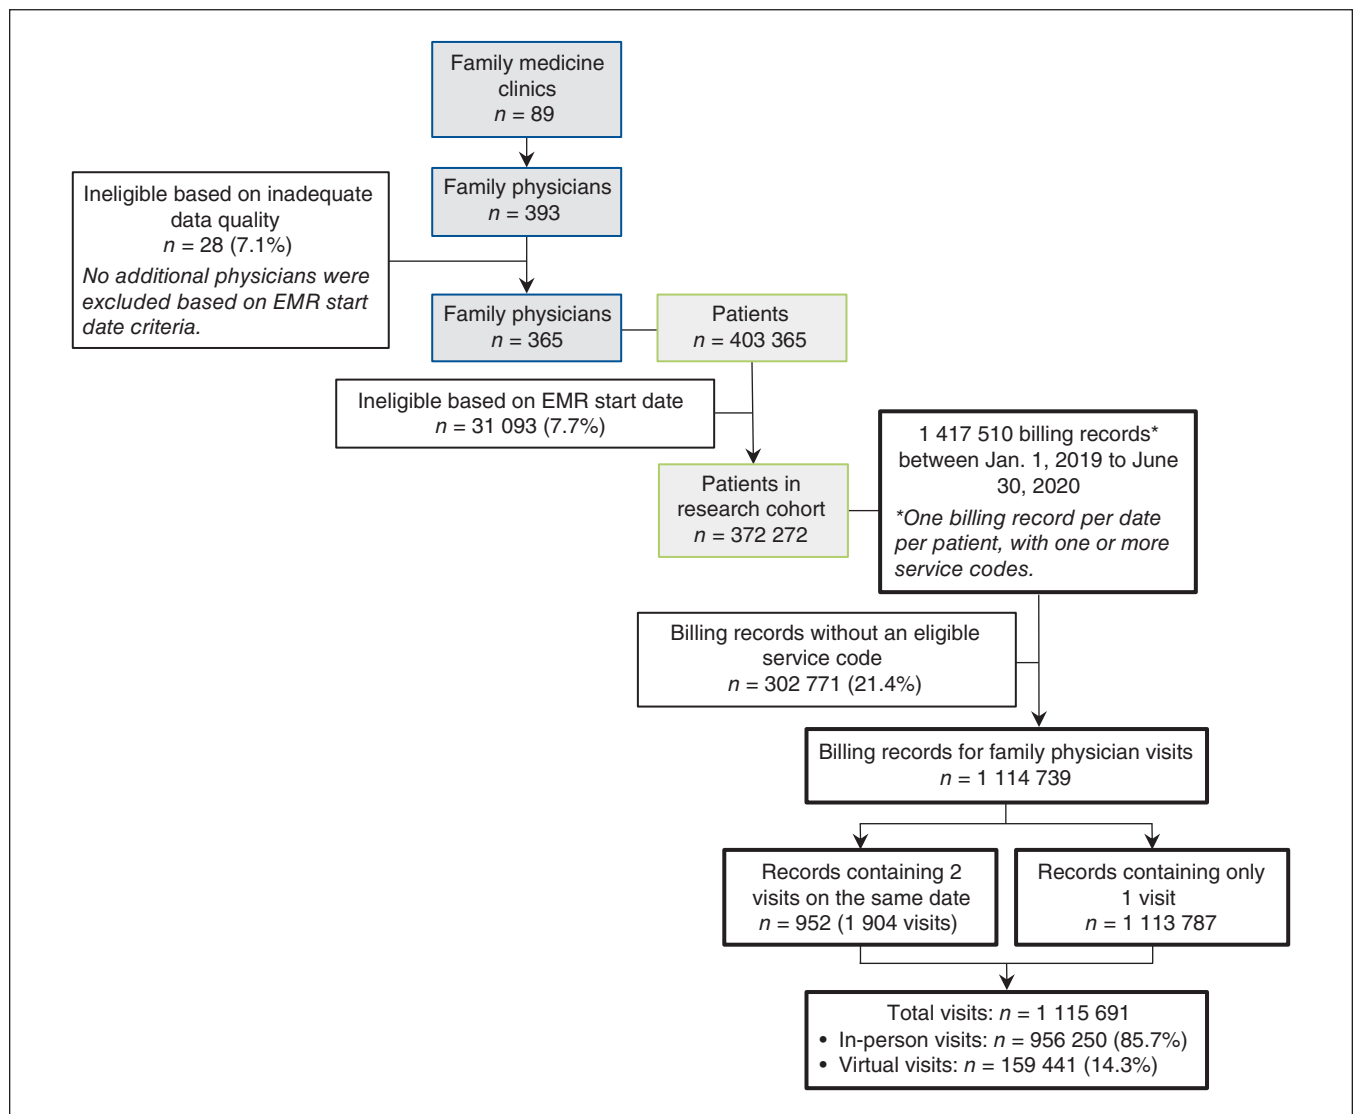 Family medicine
clinics
n = 89
Family physicians
n = 393
Ineligible based on inadequate
data quality
n = 28 (7.1%)
No additional physicians were
excluded based on EMR start
date criteria.
Family physicians
n = 365
Patients
n = 403 365
Ineligible based on EMR start date
n = 31 093 (7.7%)
Patients in
research cohort
n = 372 272
1 417 510 billing records*
between Jan. 1, 2019 to June
30, 2020
*One billing record per date
per patient, with one or more
service codes.
Billing records without an eligible
service code
n = 302 771 (21.4%)
Billing records for family physician visits
n = 1 114 739
Records containing 2
visits on the same date
n = 952 (1 904 visits)
Records containing only
1 visit
n = 1 113 787
Total visits: n = 1 115 691
• In-person visits: n = 956 250 (85.7%)
• Virtual visits: n = 159 441 (14.3%)